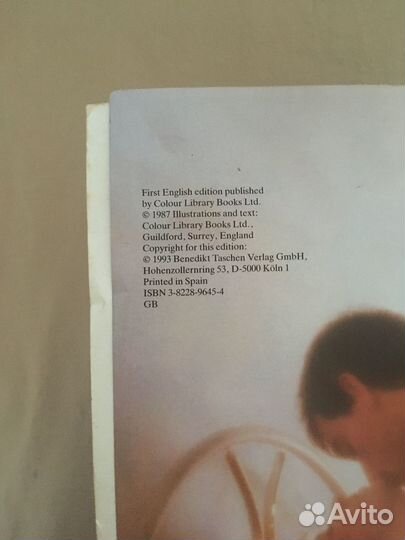 First English edition published
by Colour Library Books Ltd.
© 1987 Illustrations and text:
Colour Library Books Ltd.,
Guildford, Surrey, England
Copyright for this edition:
© 1993 Benedikt Taschen Verlag GmbH,
Hohenzollernring 53, D-5000 Köln 1
Printed in Spain
ISBN 3-8228-9645-4
GB
Avito